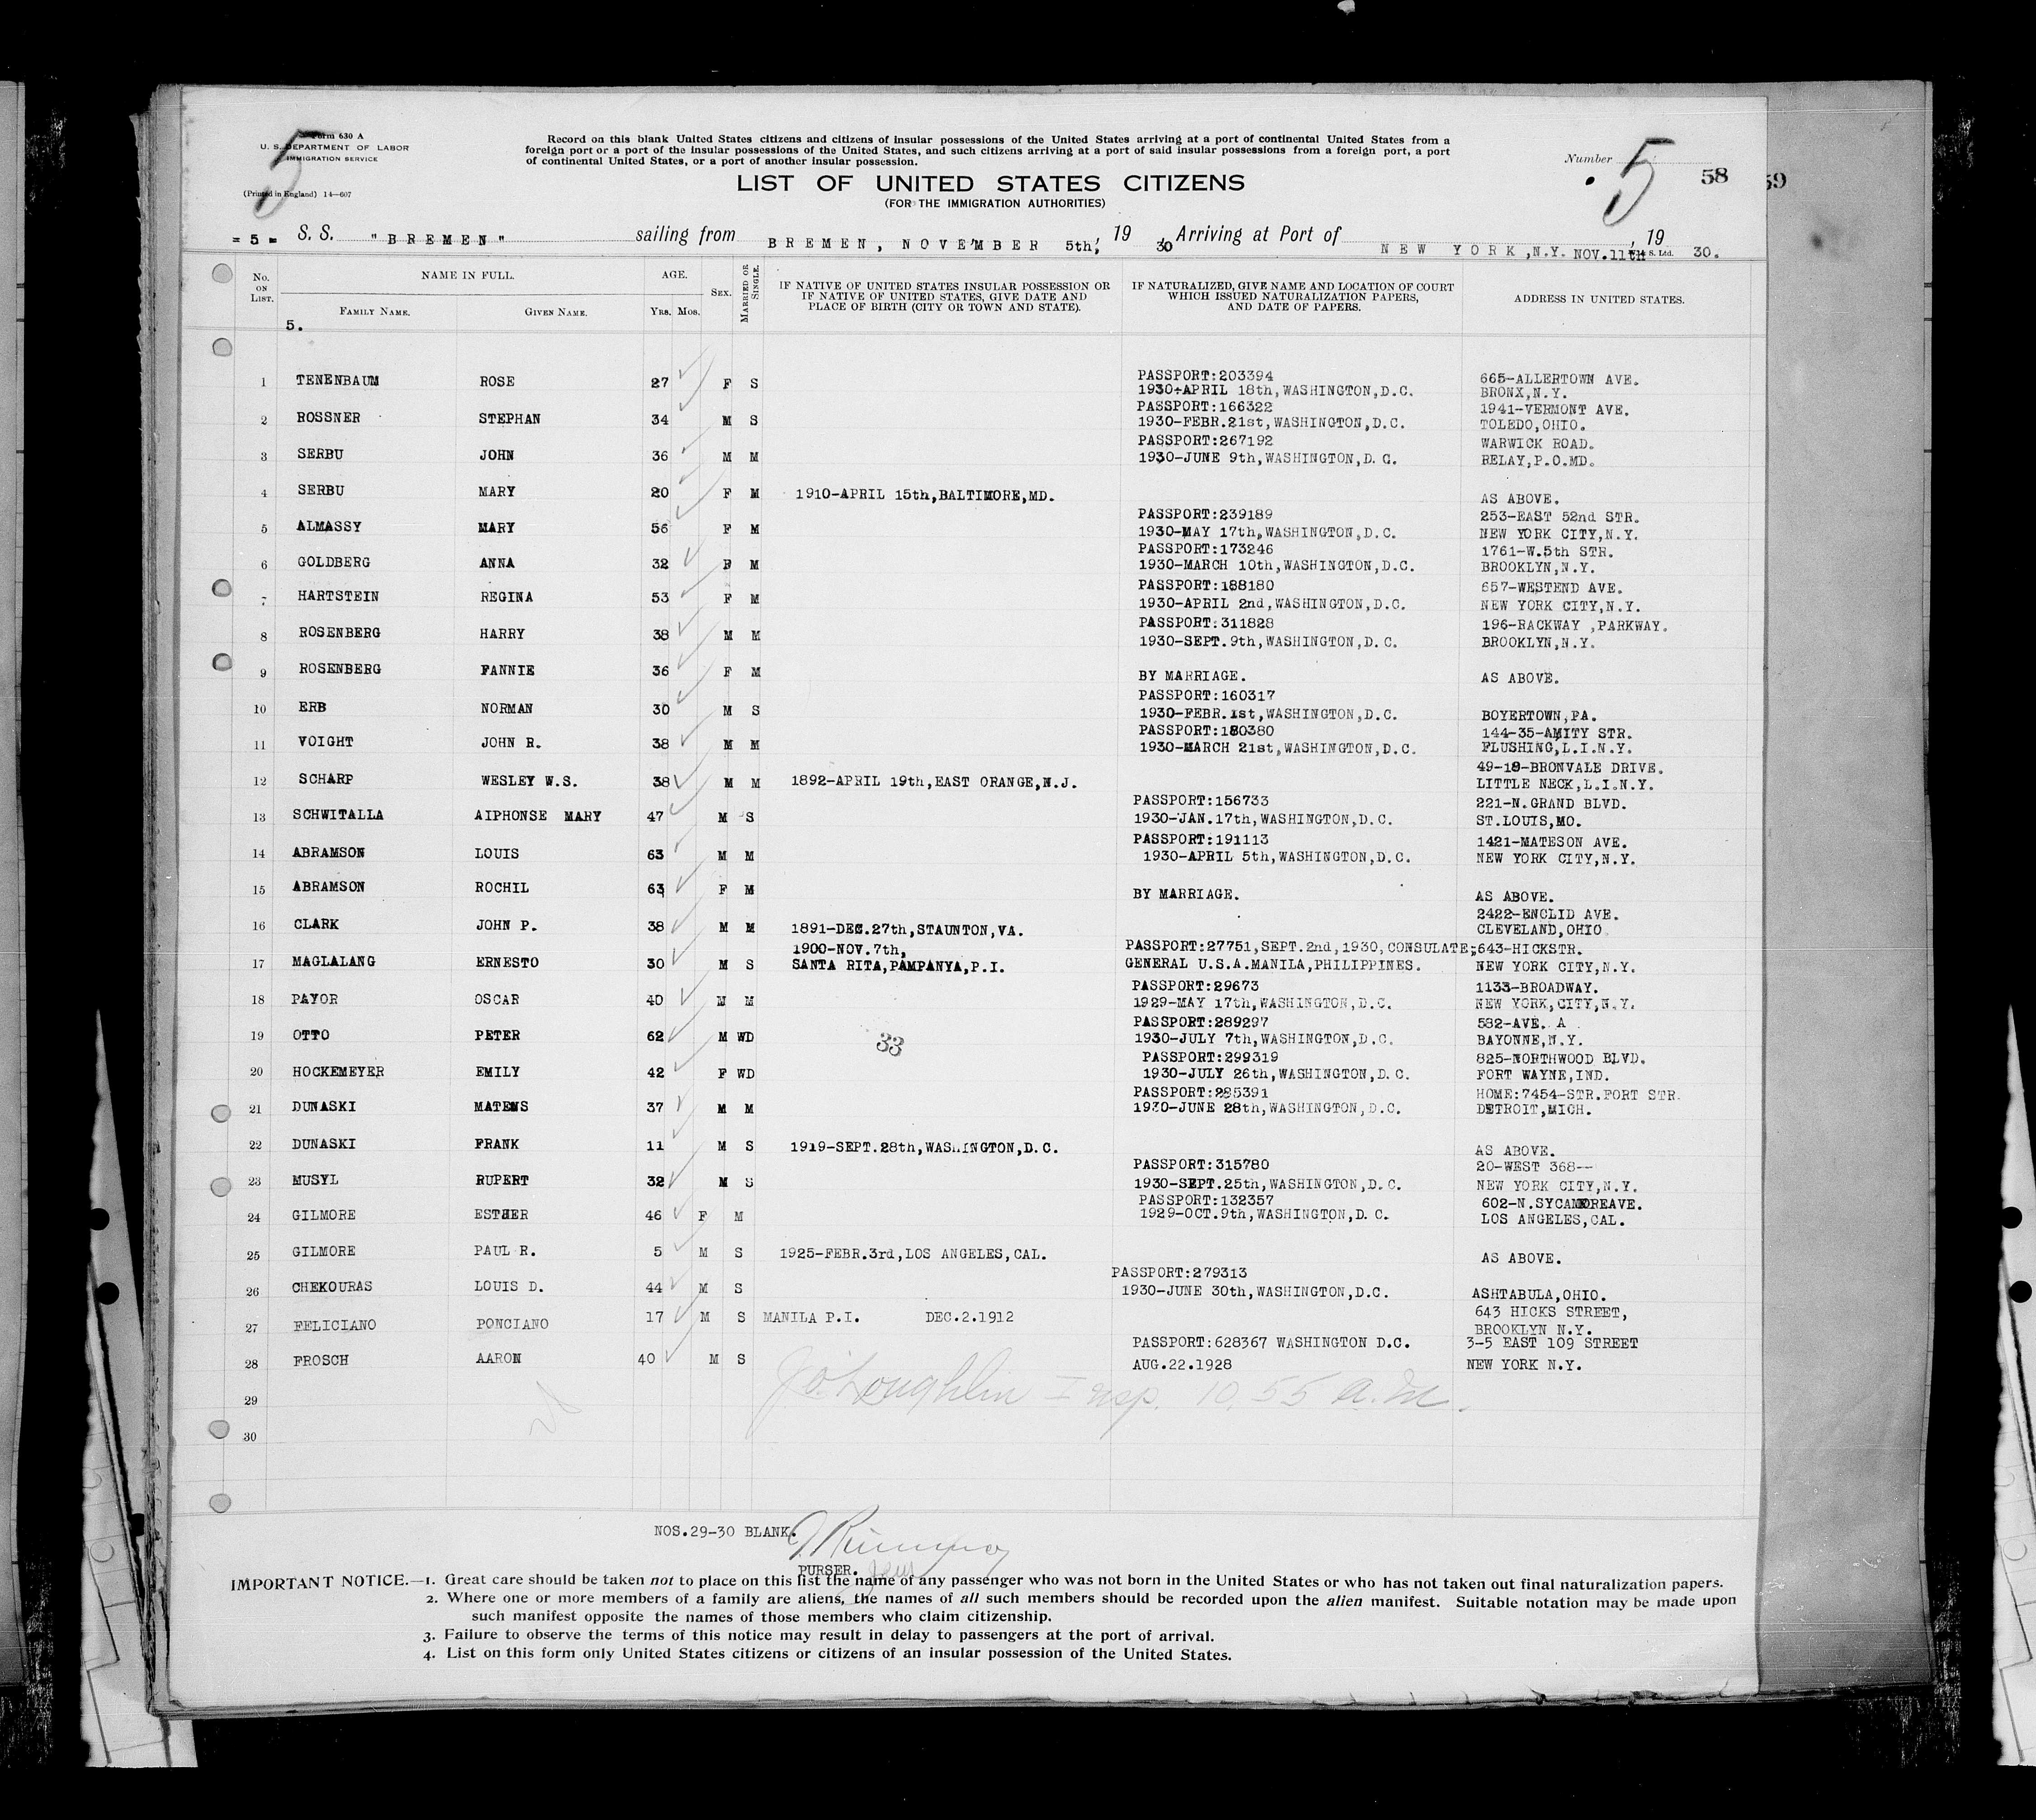 Form 630 A
U. S. DEPARTMENT OF LABOR
IMMIGRATION SERVICE
(Printed in England) 14—607
5
Record on this blank United States citizens and citizens of insular possessions of the United States arriving at a port of continental United States from a
foreign port or a port of the insular possessions of the United States, and such citizens arriving at a port of said insular possessions from a foreign port, a port
of continental United States, or a port of another insular possession.
LIST OF UNITED STATES CITIZENS
(FOR THE IMMIGRATION AUTHORITIES)
Number 5 58 59
= 5 = S. S. "BREMEN" sailing from BREMEN, NOVEMBER 5th, 19 30 Arriving at Port of NEW YORK,N.Y. NOV.11th, 19 30.
No. ON LIST. NAME IN FULL. AGE. SEX. MARRIED OR SINGLE. IF NATIVE OF UNITED STATES INSULAR POSSESSION OR IF NATIVE OF UNITED STATES, GIVE DATE AND PLACE OF BIRTH (CITY OR TOWN AND STATE). IF NATURALIZED, GIVE NAME AND LOCATION OF COURT WHICH ISSUED NATURALIZATION PAPERS, AND DATE OF PAPERS. ADDRESS IN UNITED STATES.
FAMILY NAME. GIVEN NAME. YRS. MOS.
5.
1 TENENBAUM ROSE 27 F S PASSPORT:203394 1930-APRIL 18th,WASHINGTON,D.C. 665-ALLERTOWN AVE. BRONX,N.Y.
2 ROSSNER STEPHAN 34 M S PASSPORT:166322 1930-FEBR.21st,WASHINGTON,D.C. 1941-VERMONT AVE. TOLEDO,OHIO.
3 SERBU JOHN 36 M M PASSPORT:267192 1930-JUNE 9th,WASHINGTON,D.C. WARWICK ROAD. RELAY,P.O.MD.
4 SERBU MARY 20 F M 1910-APRIL 15th,BALTIMORE,MD. AS ABOVE.
5 ALMASSY MARY 56 F M PASSPORT:239189 1930-MAY 17th,WASHINGTON,D.C. 253-EAST 52nd STR. NEW YORK CITY,N.Y.
6 GOLDBERG ANNA 32 F M PASSPORT:173246 1930-MARCH 10th,WASHINGTON,D.C. 1761-W.5th STR. BROOKLYN,N.Y.
7 HARTSTEIN REGINA 53 F M PASSPORT:188180 1930-APRIL 2nd,WASHINGTON,D.C. 657-WESTEND AVE. NEW YORK CITY,N.Y.
8 ROSENBERG HARRY 38 M M PASSPORT:311828 1930-SEPT.9th,WASHINGTON,D.C. 196-RACKWAY ,PARKWAY. BROOKLYN,N.Y.
9 ROSENBERG FANNIE 36 F M BY MARRIAGE. AS ABOVE.
10 ERB NORMAN 30 M S PASSPORT:160317 1930-FEBR.1st,WASHINGTON,D.C. BOYERTOWN,PA.
11 VOIGHT JOHN R. 38 M M PASSPORT:180380 1930-MARCH 21st,WASHINGTON,D.C. 144-35-AMITY STR. FLUSHING,L.I.N.Y.
12 SCHARP WESLEY W.S. 38 M M 1892-APRIL 19th,EAST ORANGE,N.J. 49-18-BRONVALE DRIVE. LITTLE NECK,L.I.N.Y.
13 SCHWITALLA AIPHONSE MARY 47 M S PASSPORT:156733 1930-JAN.17th,WASHINGTON,D.C. 221-N.GRAND BLVD. ST.LOUIS,MO.
14 ABRAMSON LOUIS 63 M M PASSPORT:191113 1930-APRIL 5th,WASHINGTON,D.C. 1421-MATESON AVE. NEW YORK CITY,N.Y.
15 ABRAMSON ROCHIL 63 F M BY MARRIAGE. AS ABOVE.
16 CLARK JOHN P. 38 M M 1891-DEC.27th,STAUNTON,VA. 2422-ENCLID AVE. CLEVELAND,OHIO
17 MAGLALANG ERNESTO 30 M S 1900-NOV.7th, SANTA RITA,PAMPANYA,P.I. PASSPORT:27751,SEPT.2nd,1930,CONSULATE; GENERAL U.S.A.MANILA,PHILIPPINES. 643-HICKSTR. NEW YORK CITY,N.Y.
18 PAYOR OSCAR 40 M M PASSPORT:29673 1929-MAY 17th,WASHINGTON,D.C. 1133-BROADWAY. NEW YORK,CITY,N.Y.
19 OTTO PETER 62 M WD 33 PASSPORT:289297 1930-JULY 7th,WASHINGTON,D.C. 582-AVE. A BAYONNE,N.Y.
20 HOCKEMEYER EMILY 42 F WD PASSPORT:299319 1930-JULY 26th,WASHINGTON,D.C. 825-NORTHWOOD BLVD. FORT WAYNE,IND.
21 DUNASKI MATENS 37 M M PASSPORT:285391 1930-JUNE 28th,WASHINGTON,D.C. HOME:7454-STR.FORT STR. DETROIT,MICH.
22 DUNASKI FRANK 11 M S 1919-SEPT.28th,WASHINGTON,D.C. AS ABOVE.
23 MUSYL RUPERT 32 M S PASSPORT:315780 1930-SEPT.25th,WASHINGTON,D.C. 20-WEST 368-- NEW YORK CITY,N.Y.
24 GILMORE ESTHER 46 F M PASSPORT:132357 1929-OCT.9th,WASHINGTON,D.C. 602-N.SYCAMOREAVE. LOS ANGELES,CAL.
25 GILMORE PAUL R. 5 M S 1925-FEBR.3rd,LOS ANGELES,CAL. AS ABOVE.
26 CHEKOURAS LOUIS D. 44 M S PASSPORT:279313 1930-JUNE 30th,WASHINGTON,D.C. ASHTABULA,OHIO.
27 FELICIANO PONCIANO 17 M S MANILA P.I. DEC.2.1912 643 HICKS STREET, BROOKLYN N.Y.
28 FROSCH AARON 40 M S PASSPORT:628367 WASHINGTON D.C. AUG.22.1928 3-5 EAST 109 STREET NEW YORK N.Y.
29 J O'Loughlin Insp. 10,55 a.m.
30
NOS.29-30 BLANK.
PURSER.
IMPORTANT NOTICE.—1. Great care should be taken not to place on this list the name of any passenger who was not born in the United States or who has not taken out final naturalization papers.
2. Where one or more members of a family are aliens, the names of all such members should be recorded upon the alien manifest. Suitable notation may be made upon
such manifest opposite the names of those members who claim citizenship.
3. Failure to observe the terms of this notice may result in delay to passengers at the port of arrival.
4. List on this form only United States citizens or citizens of an insular possession of the United States.